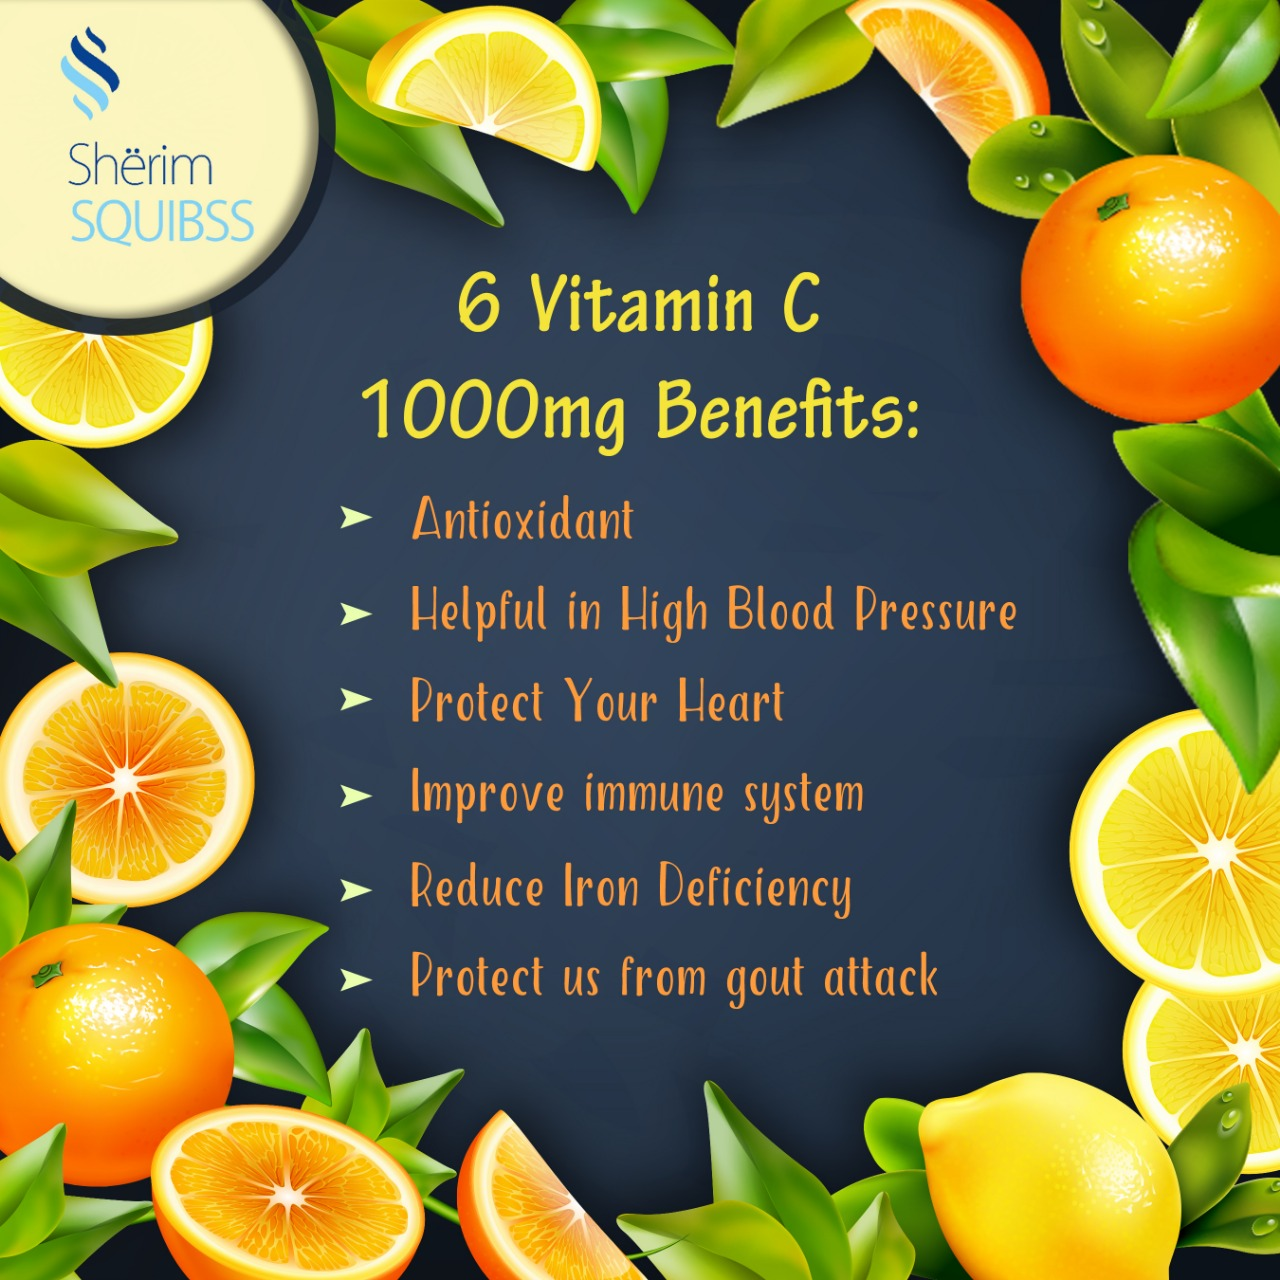 Shërim
SQUIBSS
6 Vitamin C
1000mg Benefits:
Antioxidant
Helpful in High Blood Pressure
Protect Your Heart
Improve immune system
Reduce Iron Deficiency
Protect us from gout attack